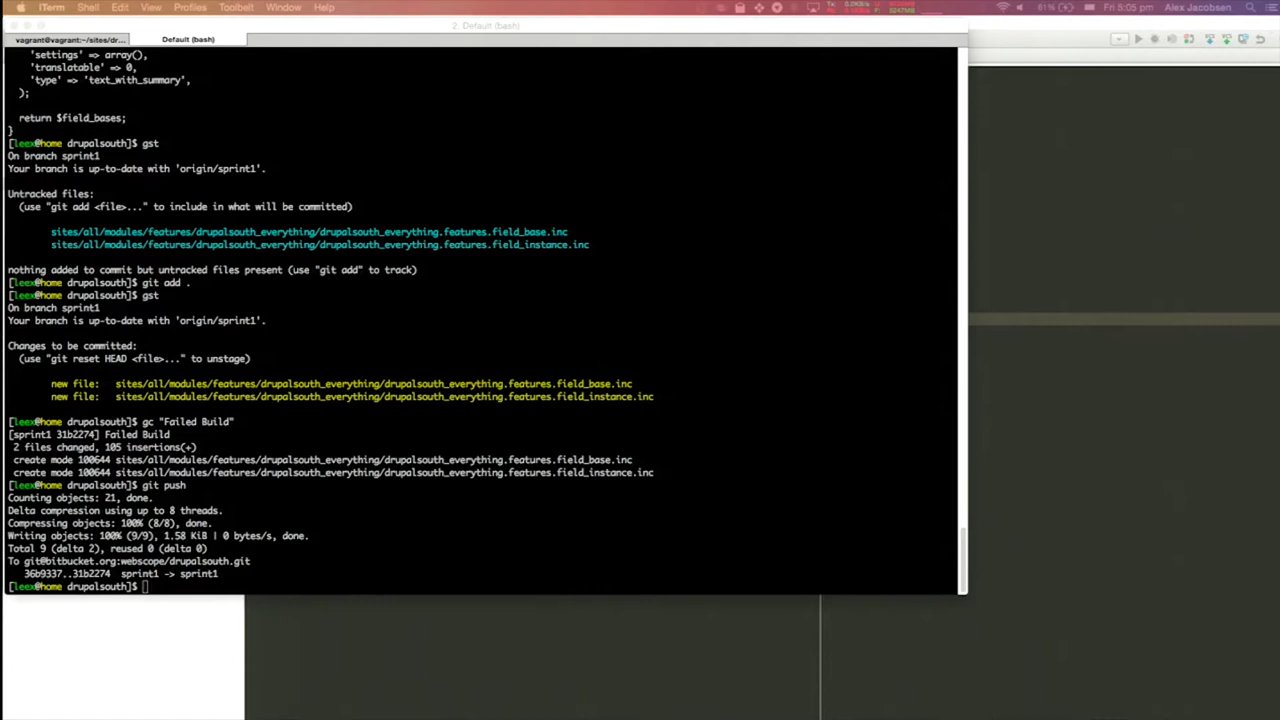 iTerm Shell Edit View Profiles Toolbelt Window Help
81% Fri 5:05 pm Alex Jacobsen
2. Default (bash)
vagrant@vagrant:~/sites/dr... Default (bash)
'settings' => array(),
'translatable' => 0,
'type' => 'text_with_summary',
);
return $field_bases;
}
[leex@home drupalsouth]$ gst
On branch sprint1
Your branch is up-to-date with 'origin/sprint1'.
Untracked files:
(use "git add <file>..." to include in what will be committed)
sites/all/modules/features/drupalsouth_everything/drupalsouth_everything.features.field_base.inc
sites/all/modules/features/drupalsouth_everything/drupalsouth_everything.features.field_instance.inc
nothing added to commit but untracked files present (use "git add" to track)
[leex@home drupalsouth]$ git add .
[leex@home drupalsouth]$ gst
On branch sprint1
Your branch is up-to-date with 'origin/sprint1'.
Changes to be committed:
(use "git reset HEAD <file>..." to unstage)
new file: sites/all/modules/features/drupalsouth_everything/drupalsouth_everything.features.field_base.inc
new file: sites/all/modules/features/drupalsouth_everything/drupalsouth_everything.features.field_instance.inc
[leex@home drupalsouth]$ gc "Failed Build"
[sprint1 31b2274] Failed Build
2 files changed, 105 insertions(+)
create mode 100644 sites/all/modules/features/drupalsouth_everything/drupalsouth_everything.features.field_base.inc
create mode 100644 sites/all/modules/features/drupalsouth_everything/drupalsouth_everything.features.field_instance.inc
[leex@home drupalsouth]$ git push
Counting objects: 21, done.
Delta compression using up to 8 threads.
Compressing objects: 100% (8/8), done.
Writing objects: 100% (9/9), 1.58 KiB | 0 bytes/s, done.
Total 9 (delta 2), reused 0 (delta 0)
To git@bitbucket.org:webscope/drupalsouth.git
36b9337..31b2274 sprint1 -> sprint1
[leex@home drupalsouth]$